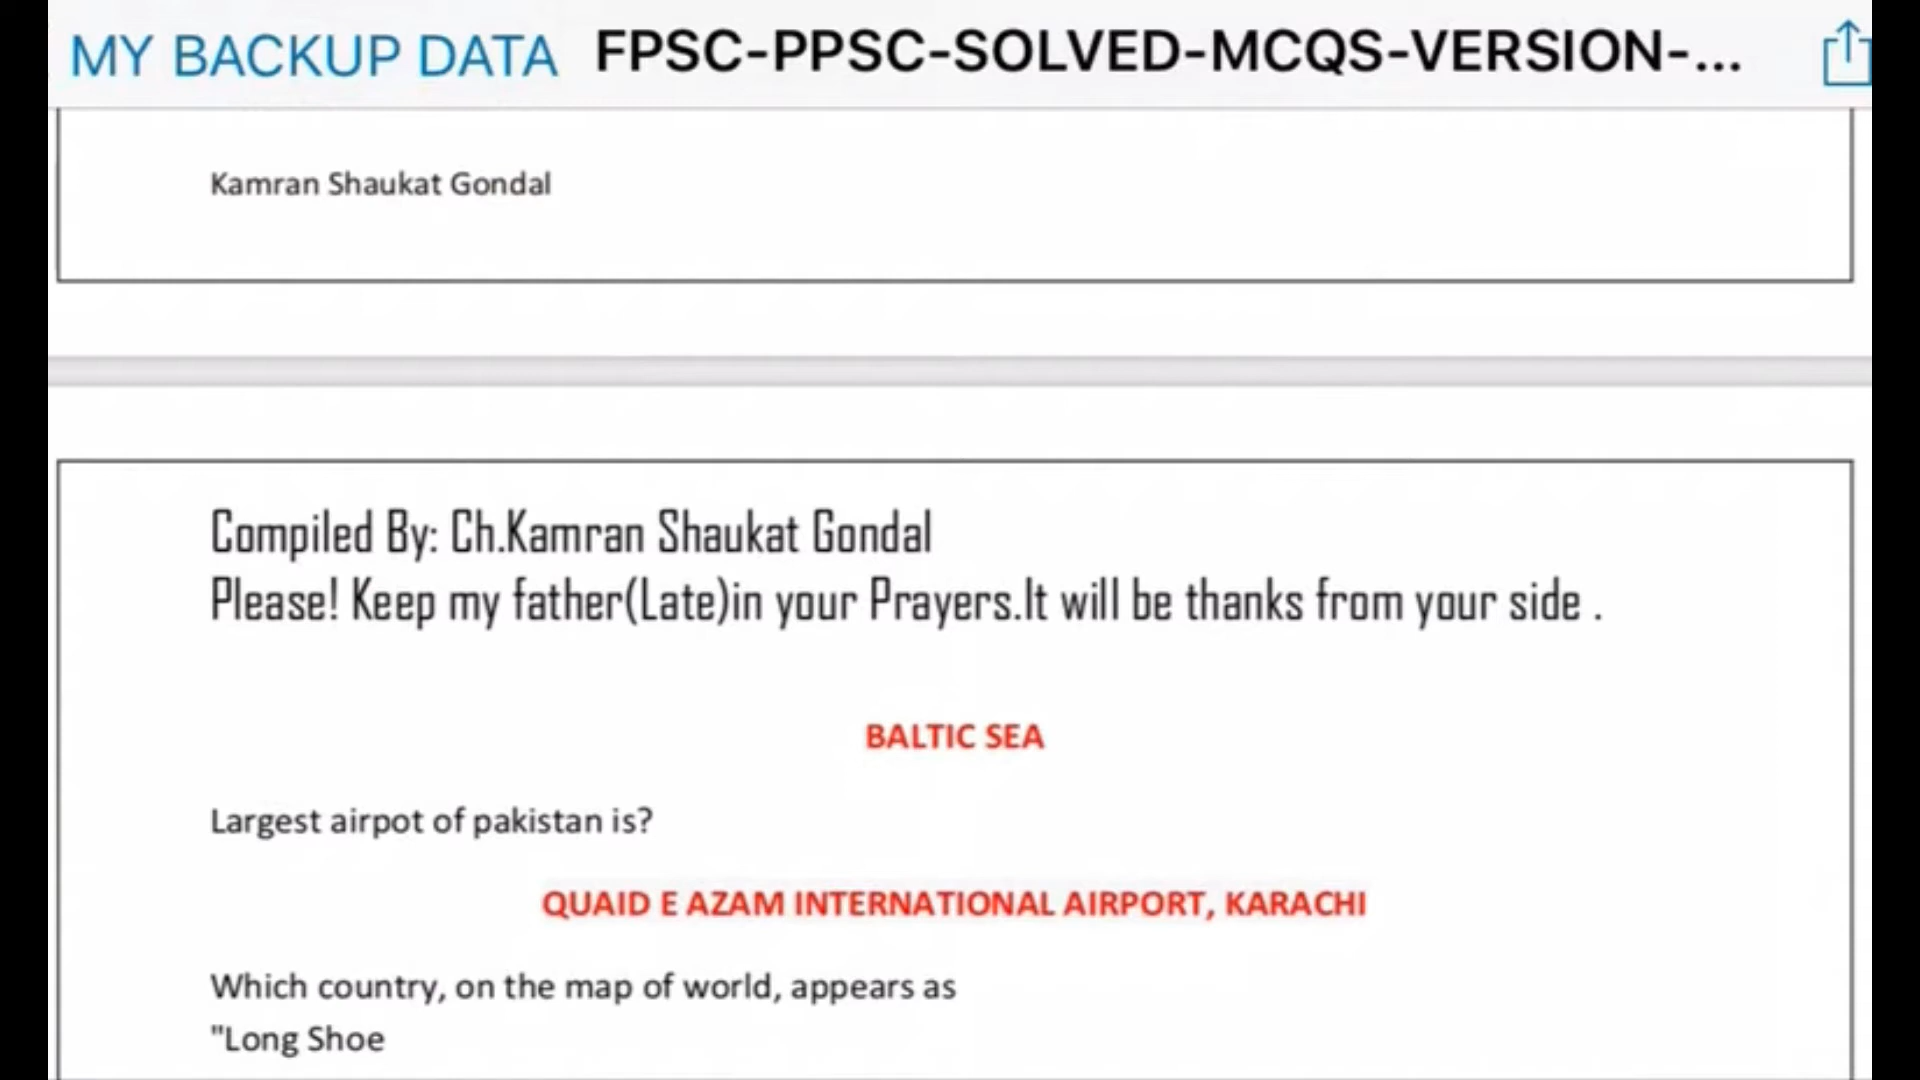 MY BACKUP DATA FPSC-PPSC-SOLVED-MCQS-VERSION-...
Kamran Shaukat Gondal
Compiled By: Ch.Kamran Shaukat Gondal
Please! Keep my father(Late)in your Prayers.It will be thanks from your side .
BALTIC SEA
Largest airpot of pakistan is?
QUAID E AZAM INTERNATIONAL AIRPORT, KARACHI
Which country, on the map of world, appears as
"Long Shoe